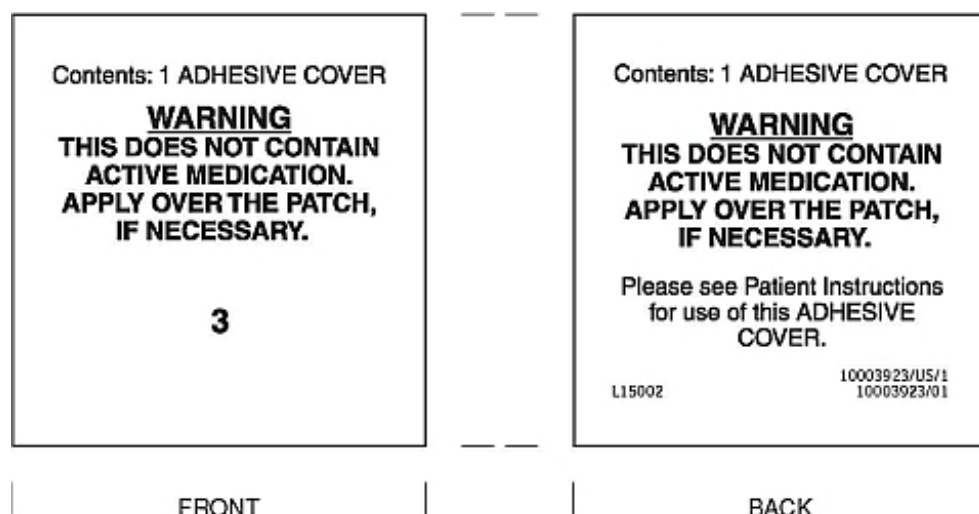 Contents: 1 ADHESIVE COVER
WARNING
THIS DOES NOT CONTAIN
ACTIVE MEDICATION.
APPLY OVER THE PATCH,
IF NECESSARY.
3
FRONT
Contents: 1 ADHESIVE COVER
WARNING
THIS DOES NOT CONTAIN
ACTIVE MEDICATION.
APPLY OVER THE PATCH,
IF NECESSARY.
Please see Patient Instructions
for use of this ADHESIVE
COVER.
10003923/US/1
L15002 10003923/01
BACK